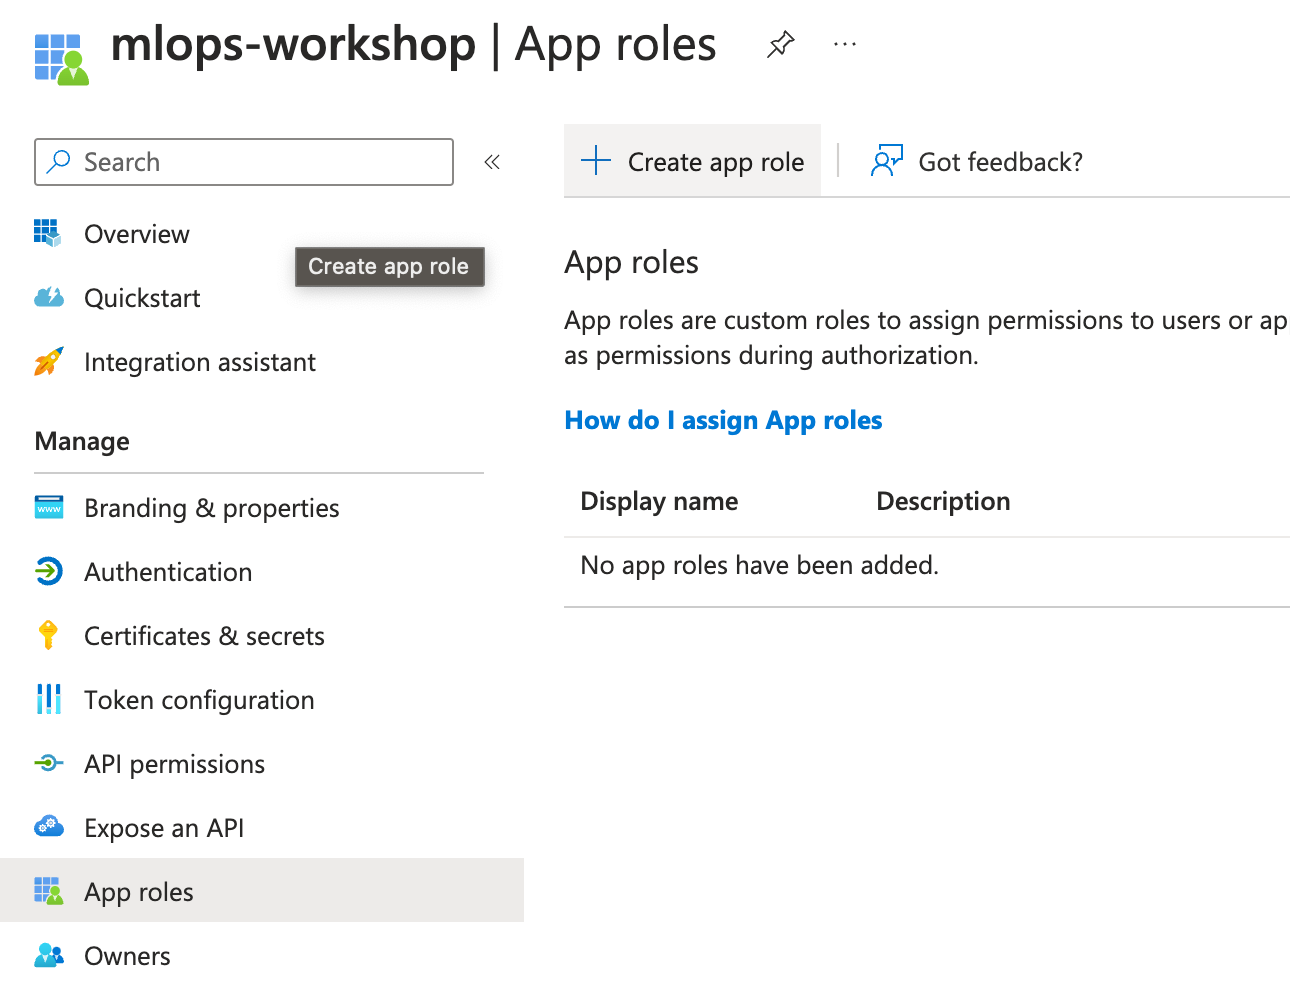 mlops-workshop | App roles
Search
Overview
Create app role
Quickstart
Integration assistant
Manage
Branding & properties
Authentication
Certificates & secrets
Token configuration
API permissions
Expose an API
App roles
Owners
Create app role
Got feedback?
App roles
App roles are custom roles to assign permissions to users or ap
as permissions during authorization.
How do I assign App roles
Display name Description
No app roles have been added.